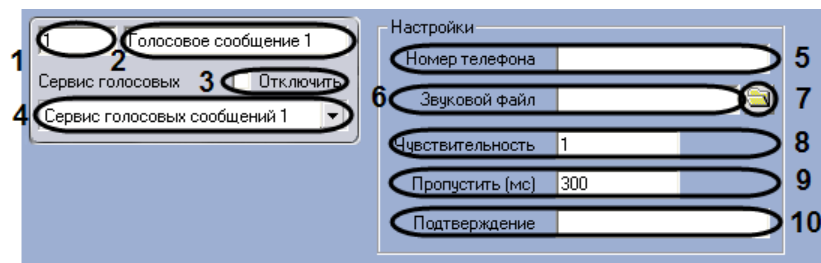 1 Голосовое сообщение 1
1 2
Сервис голосовых 3 Отключить
4 Сервис голосовых сообщений 1
Настройки
Номер телефона 5
6 Звуковой файл 7
Чувствительность 1 8
Пропустить (мс) 300 9
Подтверждение 10